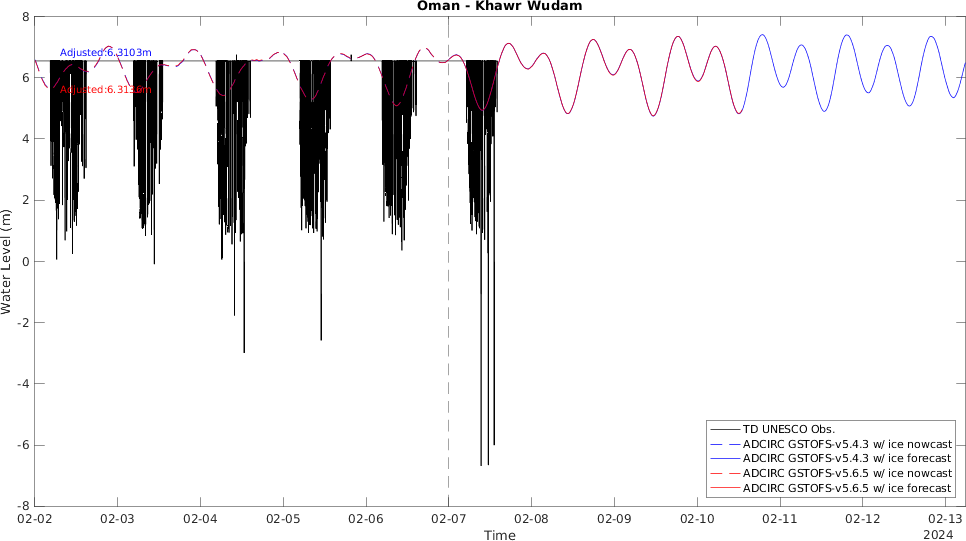 Oman - Khawr Wudam
8
6
4
2
0
-2
-4
-6
-8
Water Level (m)
Adjusted:6.3103m
TD UNESCO Obs.
ADCIRC GSTOFS-v5.4.3 w/ ice nowcast
ADCIRC GSTOFS-v5.4.3 w/ ice forecast
ADCIRC GSTOFS-v5.6.5 w/ ice nowcast
ADCIRC GSTOFS-v5.6.5 w/ ice forecast
02-02 02-03 02-04 02-05 02-06 02-07 02-08 02-09 02-10 02-11 02-12 02-13
Time
2024